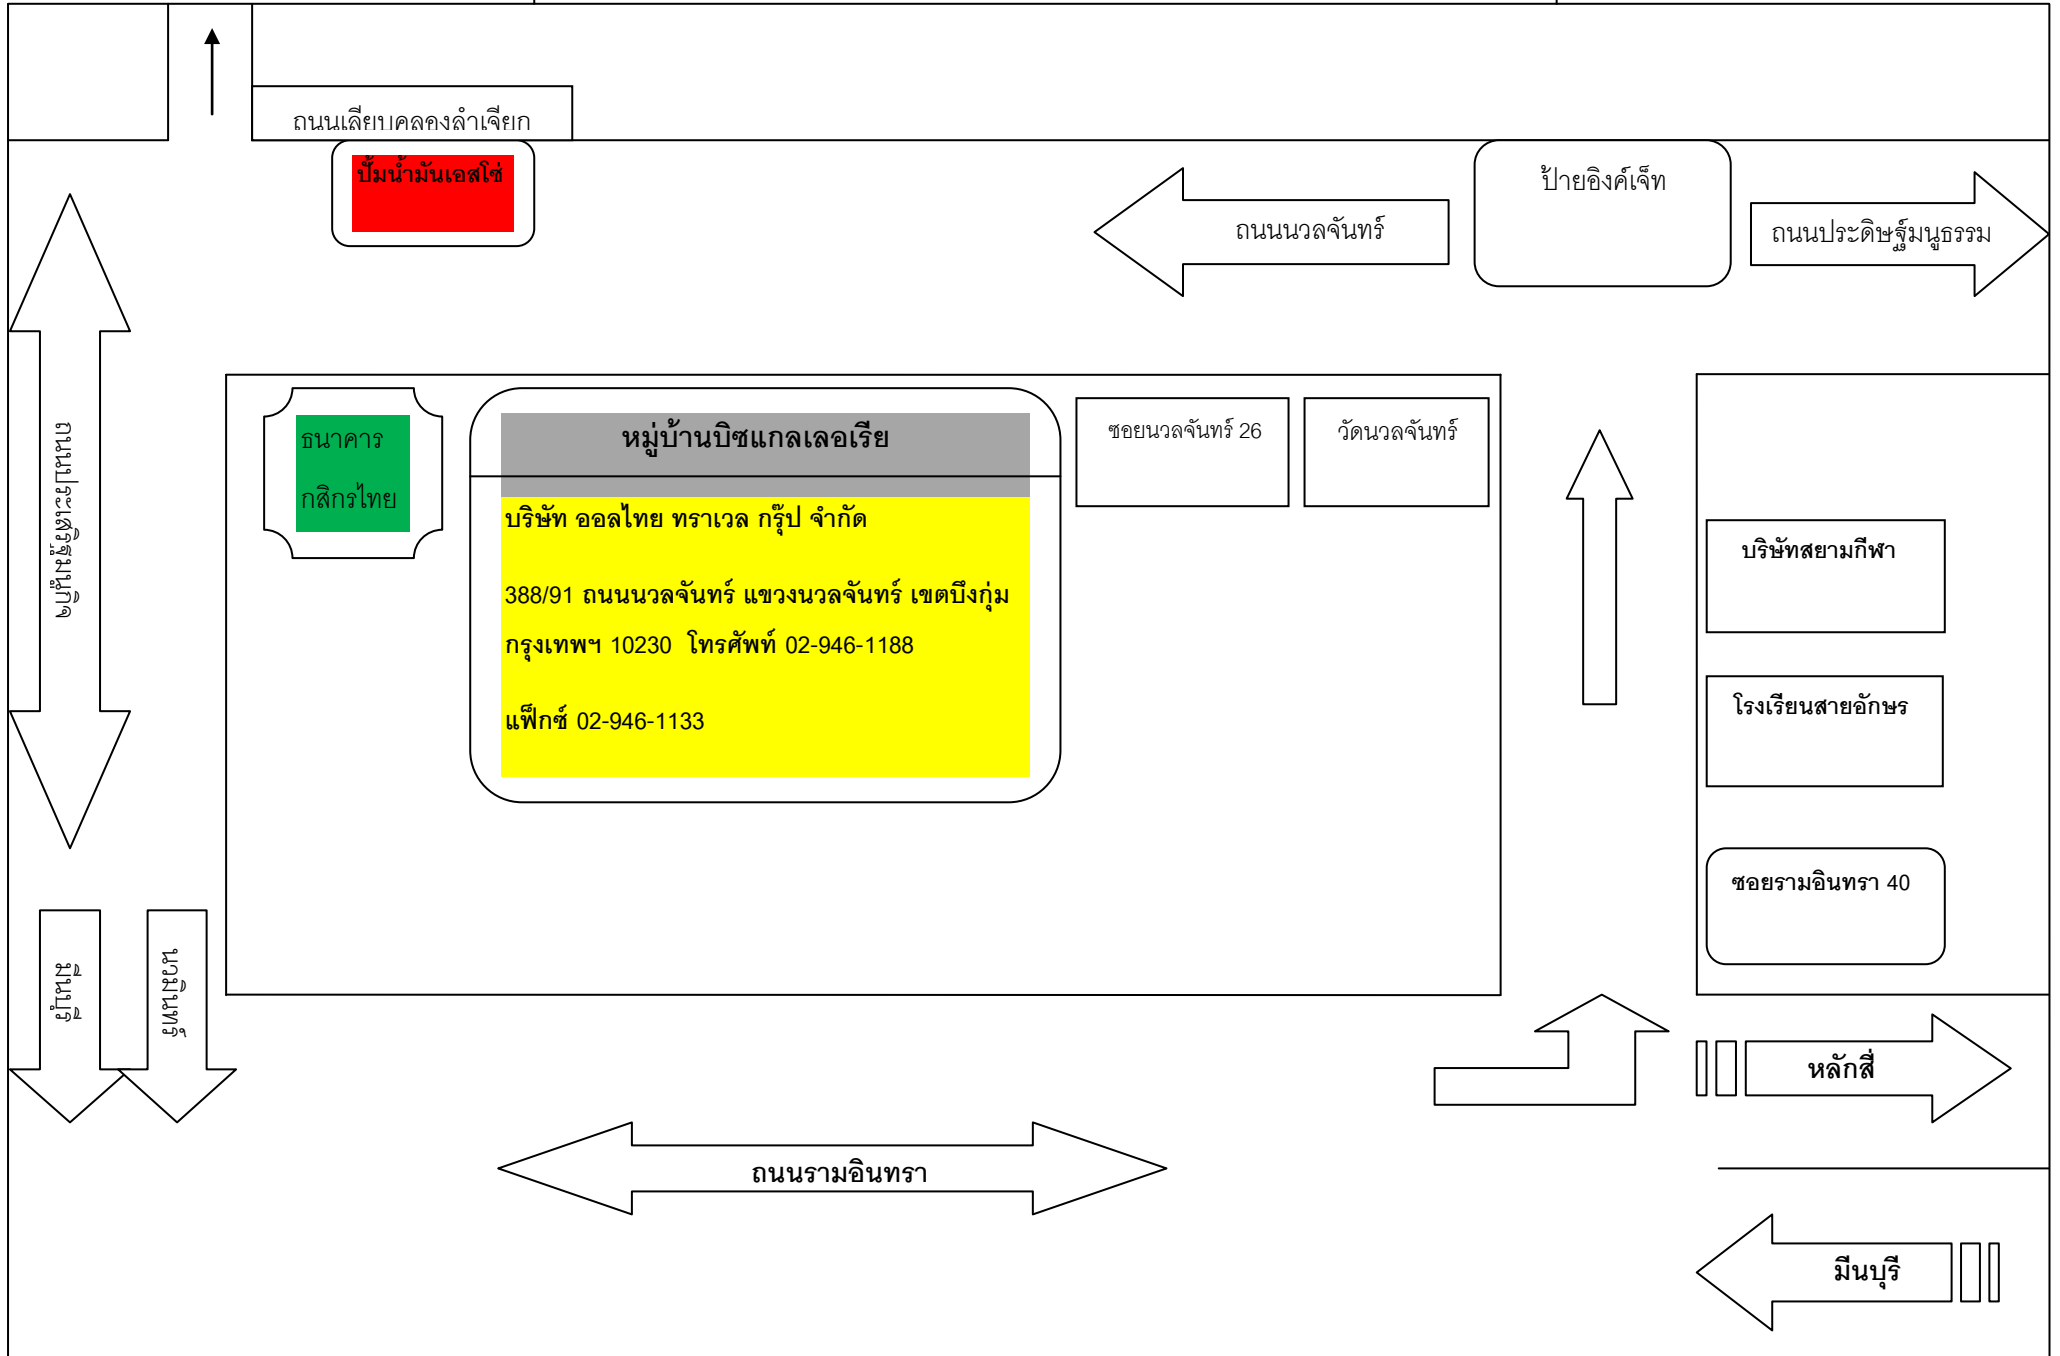 ถนนเลียบคลองลำเจียก
ปั๊มน้ำมันเอสโซ่
ป้ายอิงค์เจ็ท
ถนนนวลจันทร์
ถนนประดิษฐ์มนูธรรม
ถนนประเสริฐมนูกิจ
ธนาคาร
กสิกรไทย
หมู่บ้านบิซแกลเลอเรีย
บริษัท ออลไทย ทราเวล กรุ๊ป จำกัด
388/91 ถนนนวลจันทร์ แขวงนวลจันทร์ เขตบึงกุ่ม
กรุงเทพฯ 10230 โทรศัพท์ 02-946-1188
แฟ็กซ์ 02-946-1133
ซอยนวลจันทร์ 26
วัดนวลจันทร์
บริษัทสยามกีฬา
โรงเรียนสายอักษร
ซอยรามอินทรา 40
มีนบุรี
นวมินทร์
หลักสี่
ถนนรามอินทรา
มีนบุรี